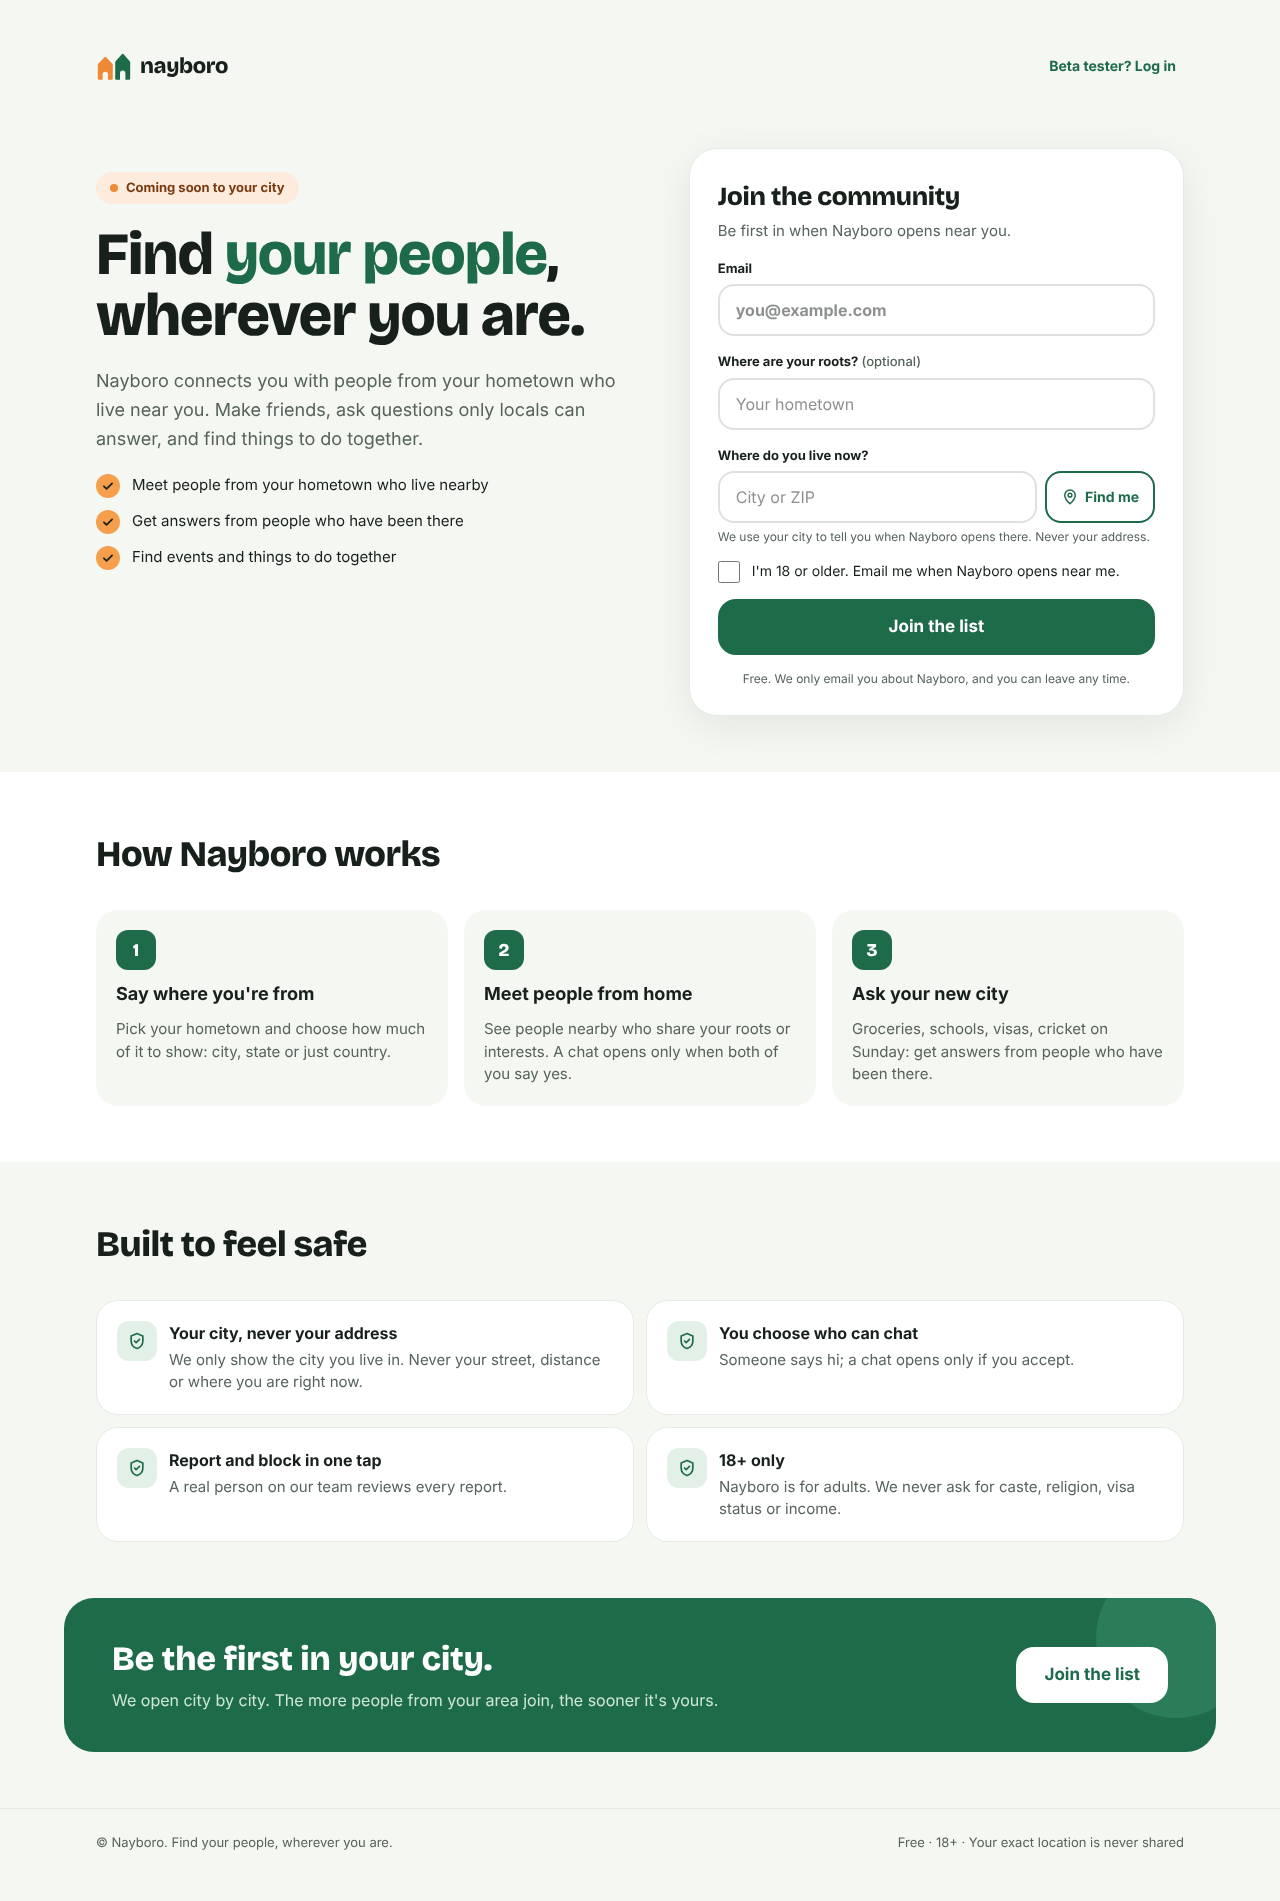 nayboro
Beta tester? Log in
Coming soon to your city
Find your people,
wherever you are.
Nayboro connects you with people from your hometown who
live near you. Make friends, ask questions only locals can
answer, and find things to do together.
Meet people from your hometown who live nearby
Get answers from people who have been there
Find events and things to do together
Join the community
Be first in when Nayboro opens near you.
Email
you@example.com
Where are your roots? (optional)
Your hometown
Where do you live now?
City or ZIP
Find me
We use your city to tell you when Nayboro opens there. Never your address.
I'm 18 or older. Email me when Nayboro opens near me.
Join the list
Free. We only email you about Nayboro, and you can leave any time.
How Nayboro works
1
Say where you're from
Pick your hometown and choose how much
of it to show: city, state or just country.
2
Meet people from home
See people nearby who share your roots or
interests. A chat opens only when both of
you say yes.
3
Ask your new city
Groceries, schools, visas, cricket on
Sunday: get answers from people who have
been there.
Built to feel safe
Your city, never your address
We only show the city you live in. Never your street, distance
or where you are right now.
You choose who can chat
Someone says hi; a chat opens only if you accept.
Report and block in one tap
A real person on our team reviews every report.
18+ only
Nayboro is for adults. We never ask for caste, religion, visa
status or income.
Be the first in your city.
We open city by city. The more people from your area join, the sooner it's yours.
Join the list
© Nayboro. Find your people, wherever you are.
Free · 18+ · Your exact location is never shared